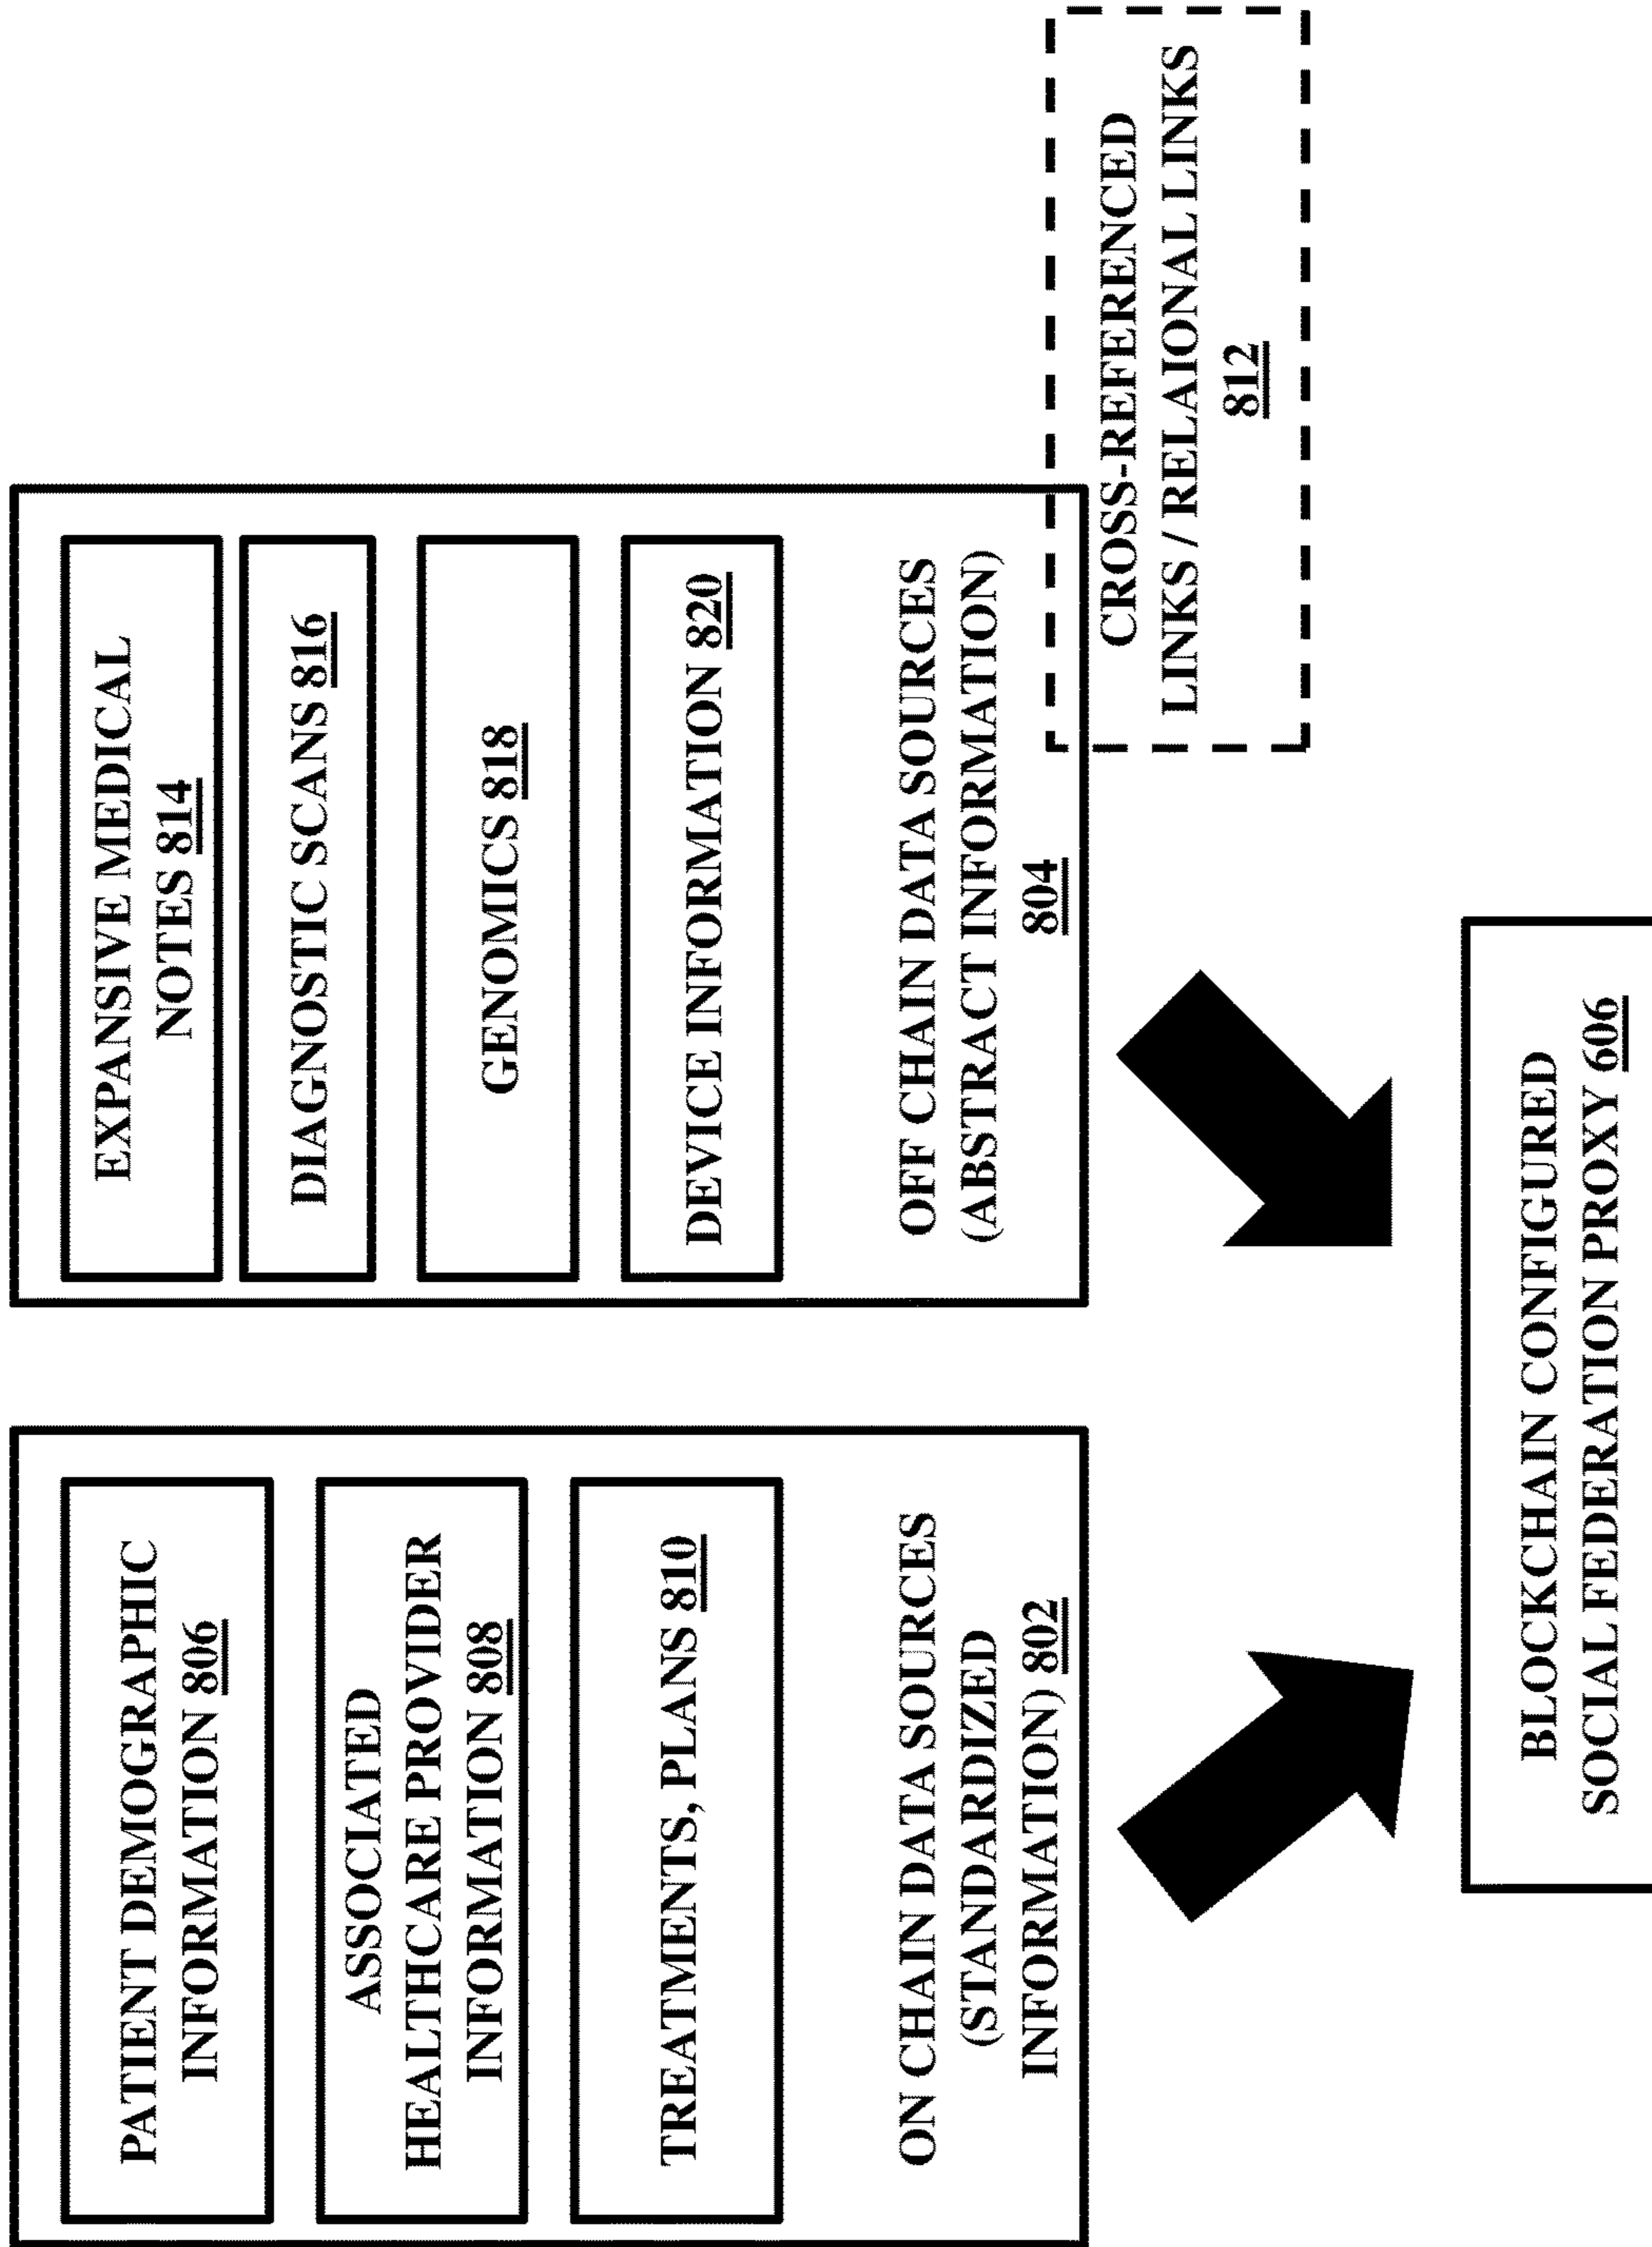 PATIENT DEMOGRAPHIC
INFORMATION 806
ASSOCIATED
HEALTHCARE PROVIDER
INFORMATION 808
TREATMENTS, PLANS 810
ON CHAIN DATA SOURCES
(STANDARDIZED
INFORMATION) 802
EXPANSIVE MEDICAL
NOTES 814
DIAGNOSTIC SCANS 816
GENOMICS 818
DEVICE INFORMATION 820
OFF CHAIN DATA SOURCES
(ABSTRACT INFORMATION)
804
CROSS-REFERENCED
LINKS / RELAIONAL LINKS
812
BLOCKCHAIN CONFIGURED
SOCIAL FEDERATION PROXY 606